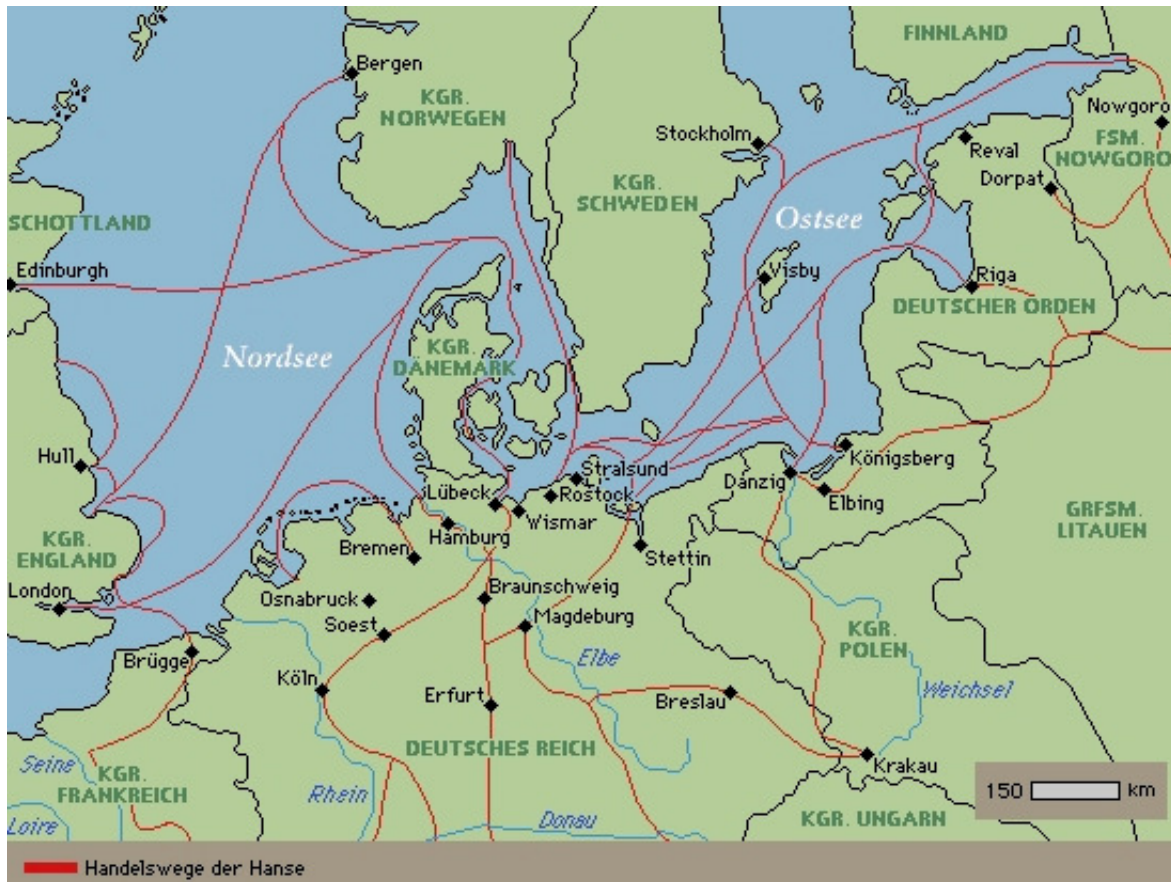 FINNLAND
Bergen
KGR.
NORWEGEN
Nowgoro
Stockholm
Reval
FSM.
NOWGORO
Dorpat
KGR.
SCHWEDEN
SCHOTTLAND
Ostsee
Edinburgh
Visby
Riga
DEUTSCHER ORDEN
Nordsee
KGR.
DÄNEMARK
Hull
Stralsund
Königsberg
Danzig
Lübeck
Rostock
Elbing
Wismar
GRFSM.
LITAUEN
KGR.
ENGLAND
Hamburg
Bremen
Stettin
London
Osnabruck
Braunschweig
Magdeburg
Soest
KGR.
POLEN
Brügge
Elbe
Köln
Weichsel
Erfurt
Breslau
DEUTSCHES REICH
Seine
KGR.
FRANKREICH
Krakau
Rhein
150 km
Loire
Donau
KGR. UNGARN
Handelswege der Hanse